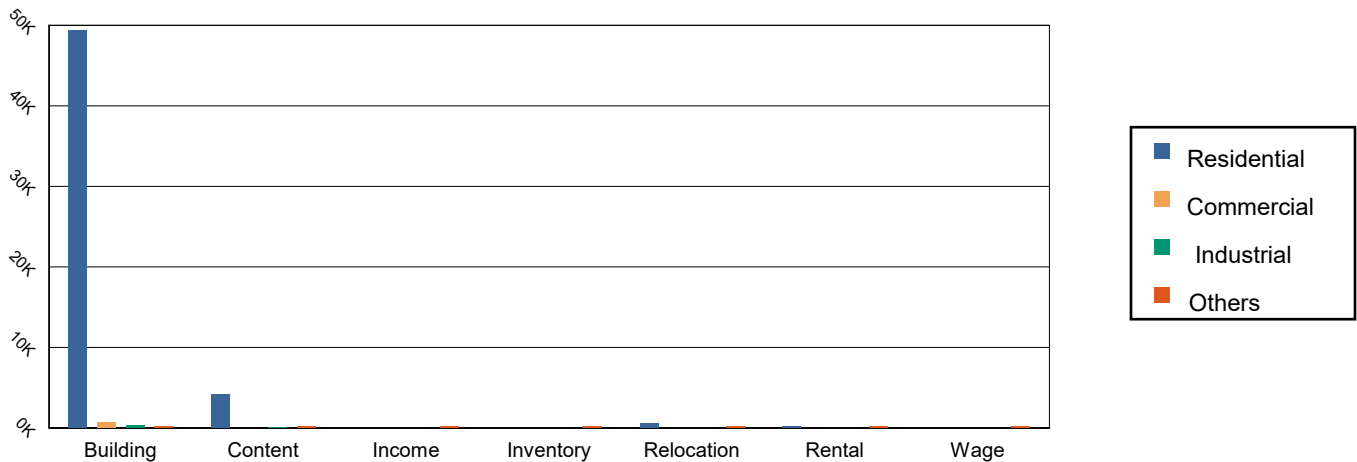 50K
40K
30K
20K
10K
0K
Building Content Income Inventory Relocation Rental Wage
Residential
Commercial
Industrial
Others